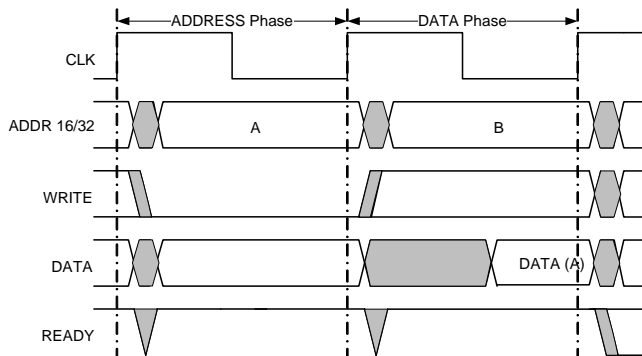 ADDRESS Phase
DATA Phase
CLK
ADDR 16/32
A
B
WRITE
DATA
DATA (A)
READY